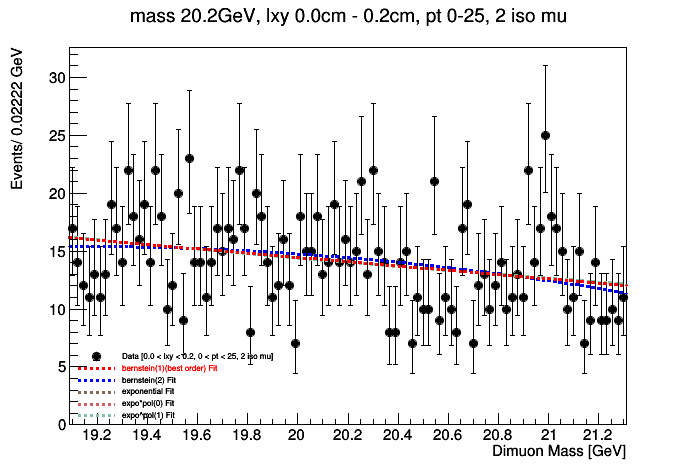 mass 20.2GeV, lxy 0.0cm - 0.2cm, pt 0-25, 2 iso mu
Events/ 0.02222 GeV
30
25
20
15
10
5
0
Data [0.0 < lxy < 0.2, 0 < pt < 25, 2 iso mu]
bernstein(1)(best order) Fit
bernstein(2) Fit
exponential Fit
expo*pol(0) Fit
expo*pol(1) Fit
19.2 19.4 19.6 19.8 20 20.2 20.4 20.6 20.8 21 21.2
Dimuon Mass [GeV]